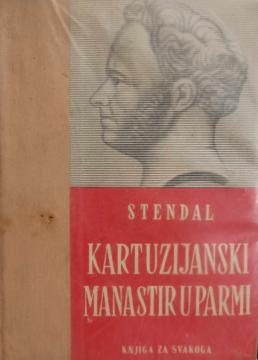 STENDAL
KARTUZIJANSKI
MANASTIR U PARMI
KNJIGA ZA SVAKOGA